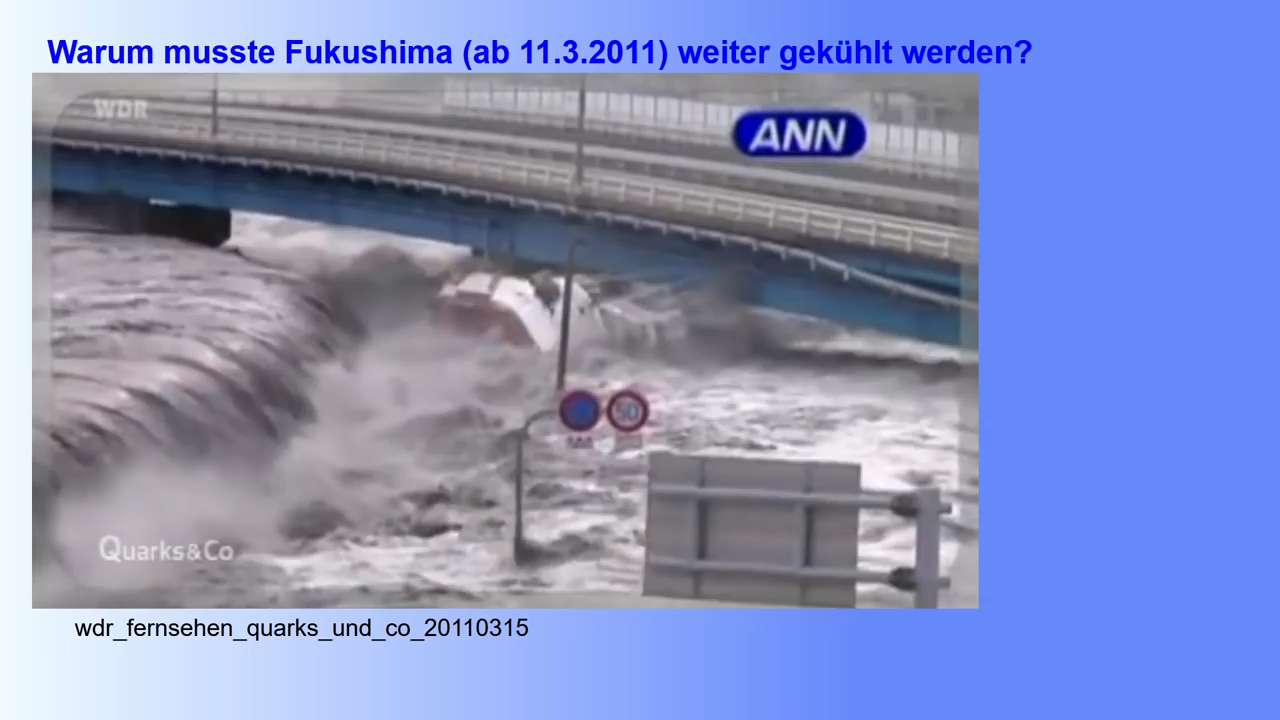 Warum musste Fukushima (ab 11.3.2011) weiter gekühlt werden?
WDR
ANN
50
Quarks&Co
wdr_fernsehen_quarks_und_co_20110315